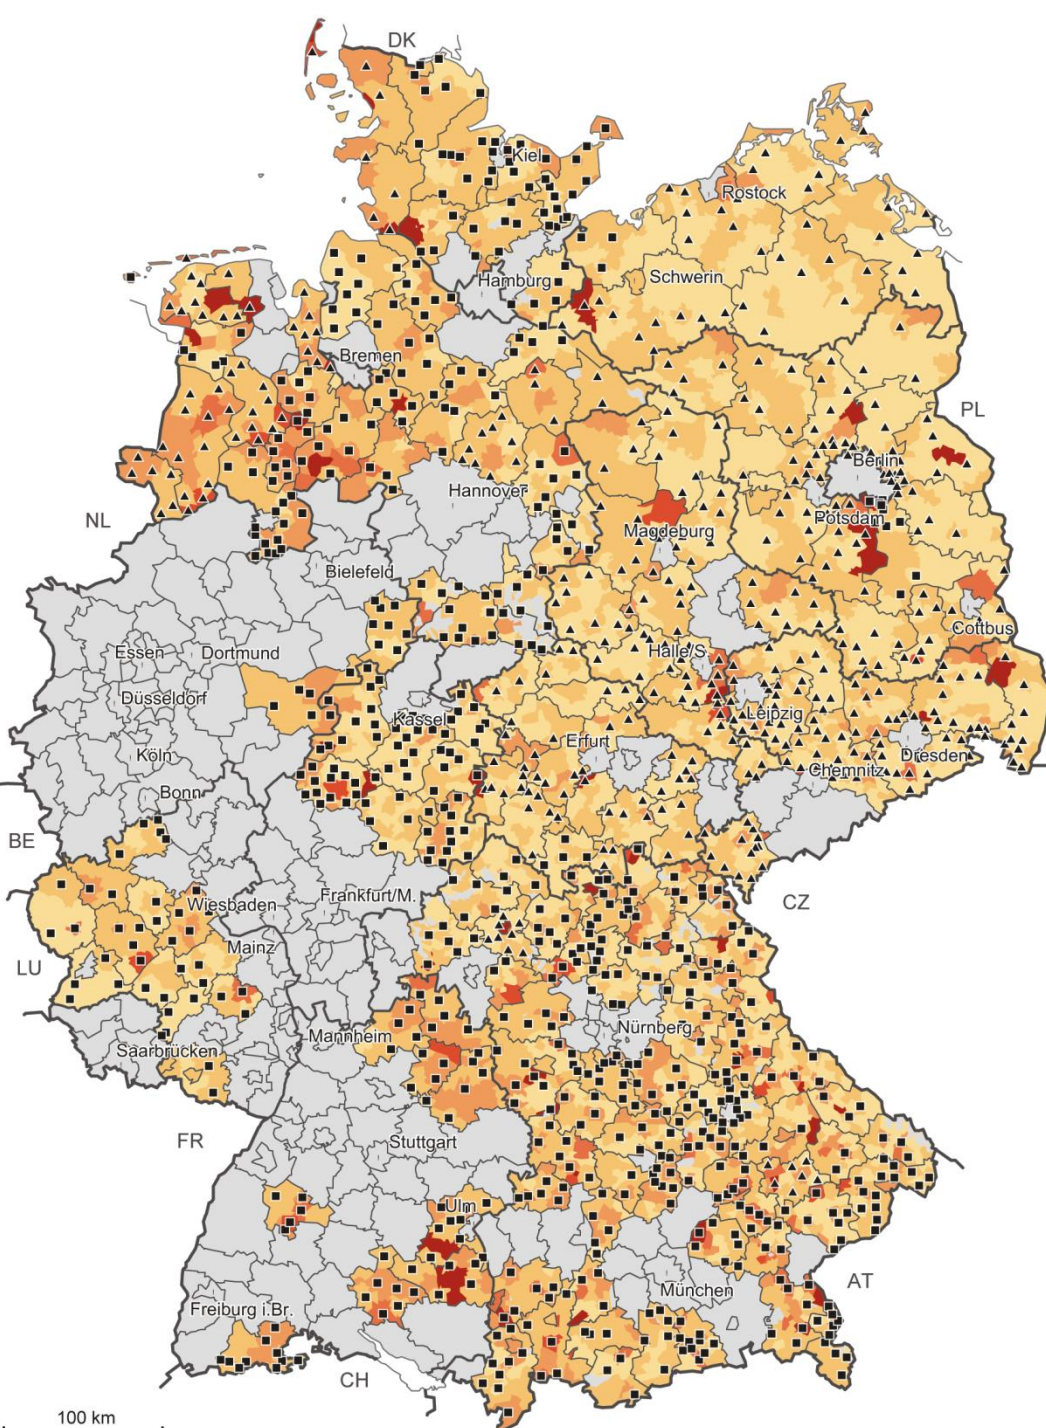 DK
Kiel
Rostock
Hamburg
Schwerin
Bremen
PL
Berlin
Hannover
NL
Potsdam
Magdeburg
Bielefeld
Cottbus
Essen
Dortmund
Halle/S.
Düsseldorf
Kassel
Leipzig
Erfurt
Köln
Dresden
Chemnitz
Bonn
BE
Frankfurt/M.
CZ
Wiesbaden
Mainz
LU
Nürnberg
Mannheim
Saarbrücken
FR
Stuttgart
Ulm
AT
München
Freiburg i.Br.
CH
100 km